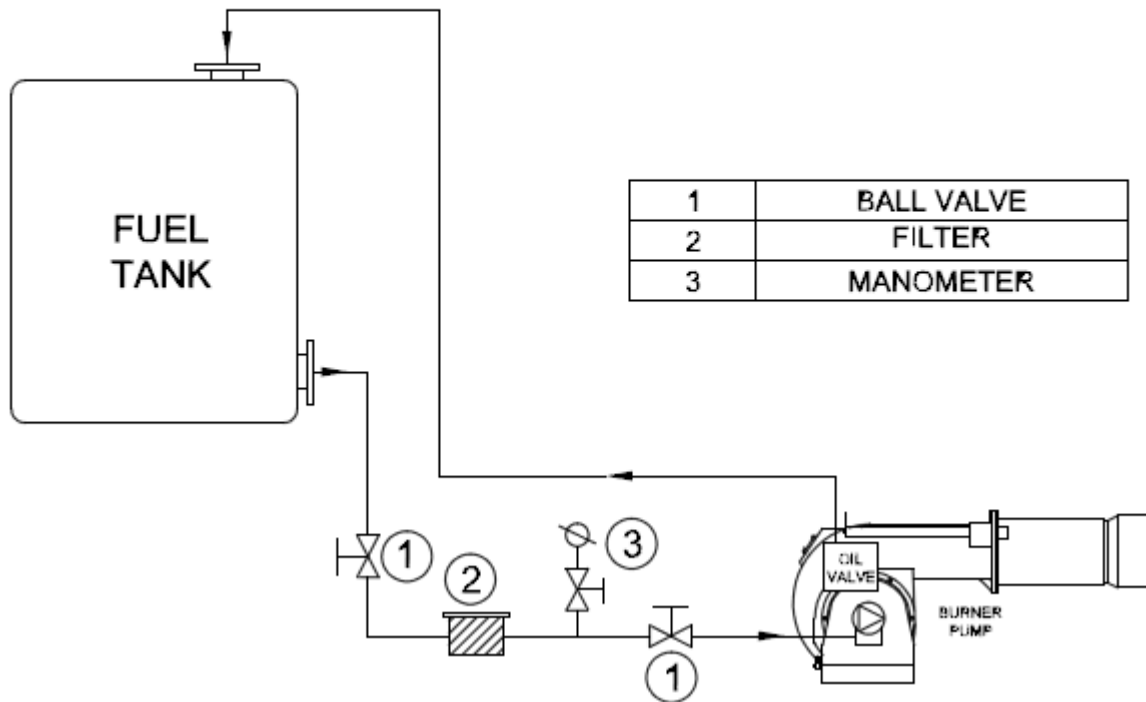 FUEL
TANK
1 BALL VALVE
2 FILTER
3 MANOMETER
1
2
3
1
OIL
VALVE
BURNER
PUMP